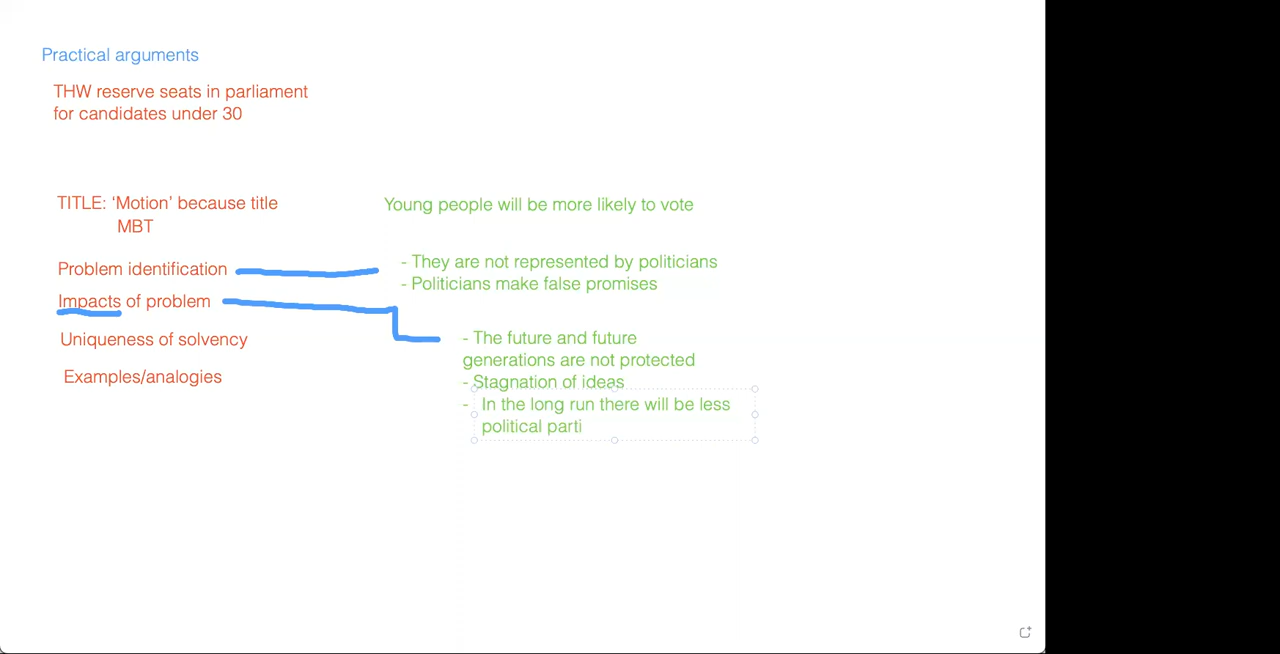 Practical arguments
THW reserve seats in parliament
for candidates under 30
TITLE: ‘Motion’ because title
MBT
Young people will be more likely to vote
Problem identification
- They are not represented by politicians
- Politicians make false promises
Impacts of problem
- The future and future
generations are not protected
- Stagnation of ideas
- In the long run there will be less
political parti
Uniqueness of solvency
Examples/analogies